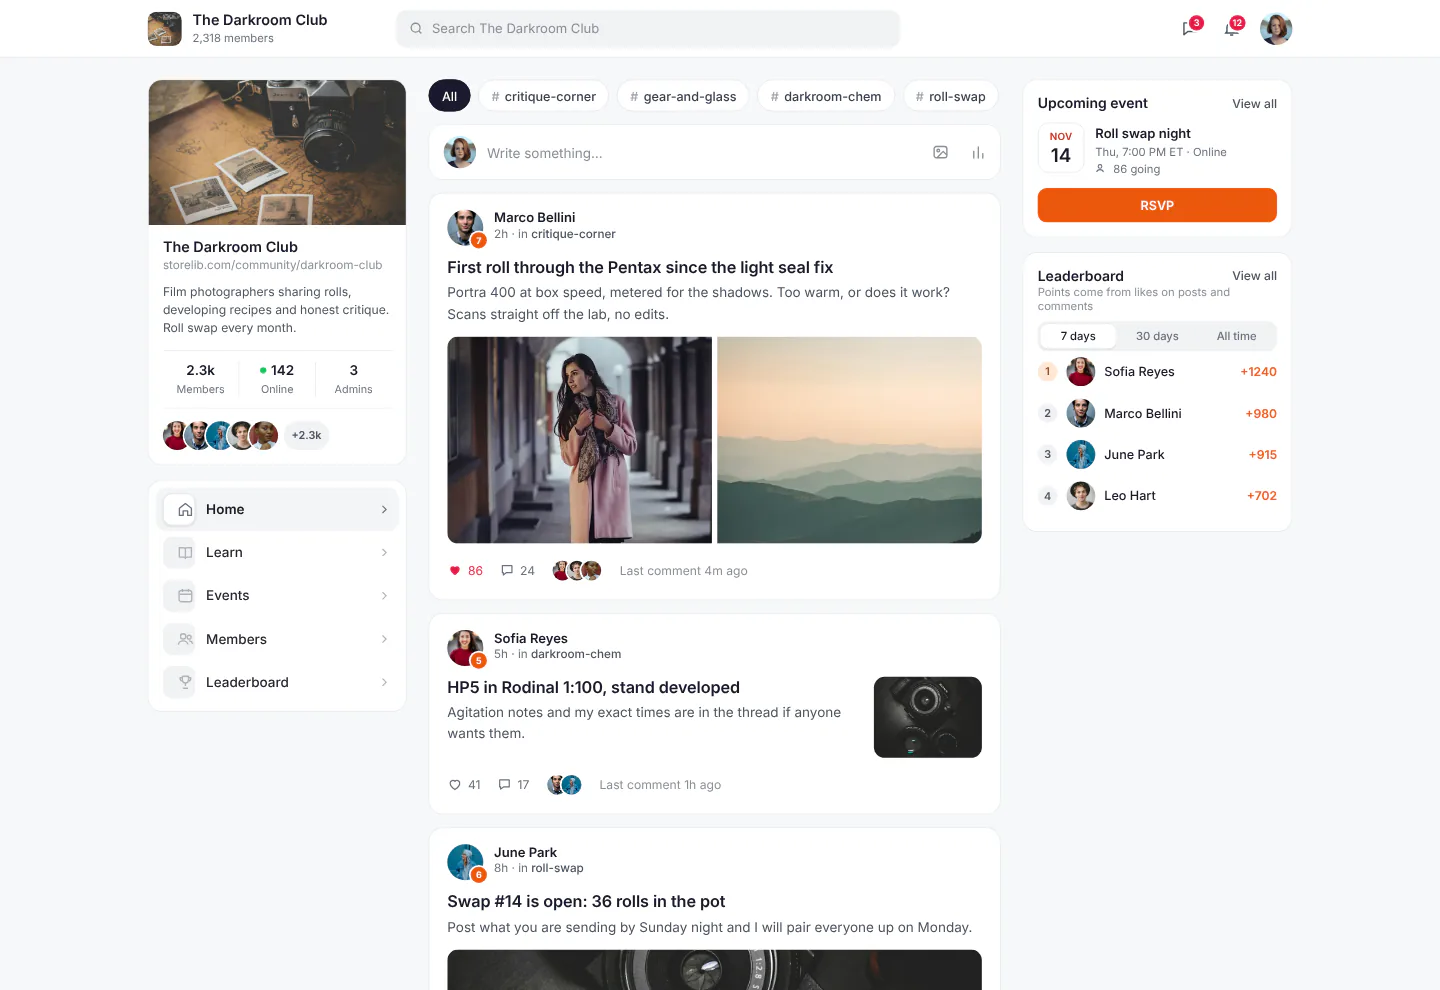 The Darkroom Club
2,318 members
Search The Darkroom Club
3
12
The Darkroom Club
storelib.com/community/darkroom-club
Film photographers sharing rolls,
developing recipes and honest critique.
Roll swap every month.
2.3k
Members
142
Online
3
Admins
+2.3k
Home
Learn
Events
Members
Leaderboard
All
# critique-corner
# gear-and-glass
# darkroom-chem
# roll-swap
Write something...
Marco Bellini
7
2h · in critique-corner
First roll through the Pentax since the light seal fix
Portra 400 at box speed, metered for the shadows. Too warm, or does it work?
Scans straight off the lab, no edits.
86
24
Last comment 4m ago
Sofia Reyes
5
5h · in darkroom-chem
HP5 in Rodinal 1:100, stand developed
Agitation notes and my exact times are in the thread if anyone
wants them.
41
17
Last comment 1h ago
June Park
6
8h · in roll-swap
Swap #14 is open: 36 rolls in the pot
Post what you are sending by Sunday night and I will pair everyone up on Monday.
Upcoming event
View all
NOV
14
Roll swap night
Thu, 7:00 PM ET · Online
86 going
RSVP
Leaderboard
View all
Points come from likes on posts and
comments
7 days
30 days
All time
1
Sofia Reyes
+1240
2
Marco Bellini
+980
3
June Park
+915
4
Leo Hart
+702